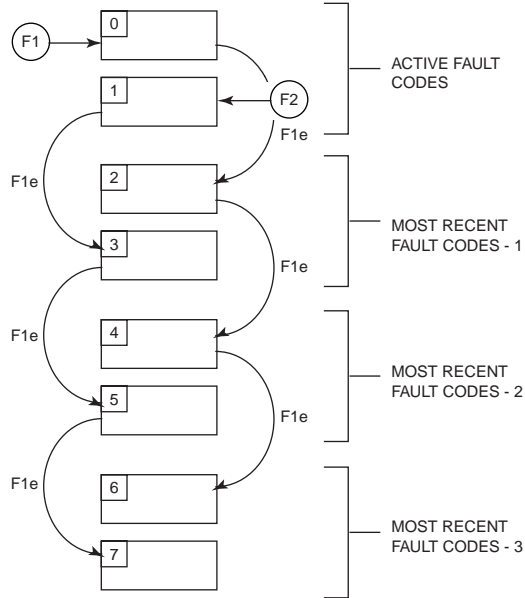 F1
0
ACTIVE FAULT
CODES
1
F2
F1e
2
F1e
MOST RECENT
FAULT CODES - 1
3
F1e
F1e
4
MOST RECENT
FAULT CODES - 2
5
F1e
F1e
6
7
MOST RECENT
FAULT CODES - 3